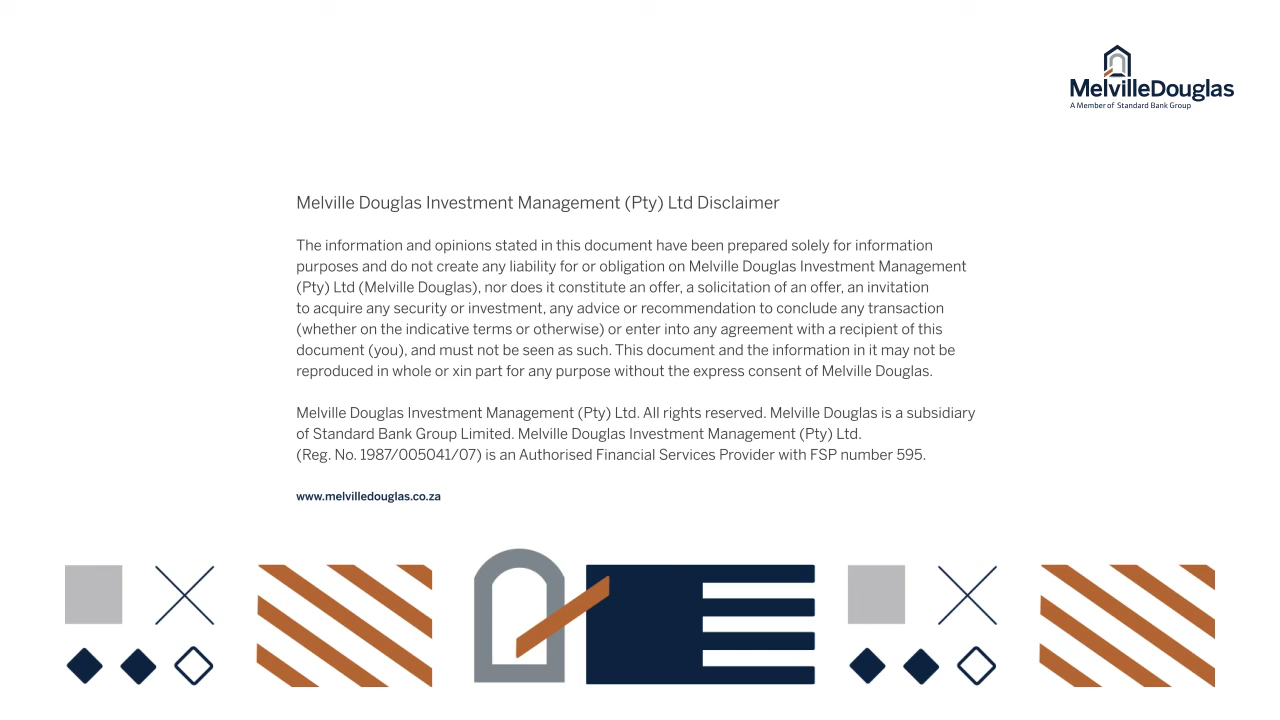 MelvilleDouglas
A Member of Standard Bank Group
Melville Douglas Investment Management (Pty) Ltd Disclaimer
The information and opinions stated in this document have been prepared solely for information
purposes and do not create any liability for or obligation on Melville Douglas Investment Management
(Pty) Ltd (Melville Douglas), nor does it constitute an offer, a solicitation of an offer, an invitation
to acquire any security or investment, any advice or recommendation to conclude any transaction
(whether on the indicative terms or otherwise) or enter into any agreement with a recipient of this
document (you), and must not be seen as such. This document and the information in it may not be
reproduced in whole or xin part for any purpose without the express consent of Melville Douglas.
Melville Douglas Investment Management (Pty) Ltd. All rights reserved. Melville Douglas is a subsidiary
of Standard Bank Group Limited. Melville Douglas Investment Management (Pty) Ltd.
(Reg. No. 1987/005041/07) is an Authorised Financial Services Provider with FSP number 595.
www.melvilledouglas.co.za